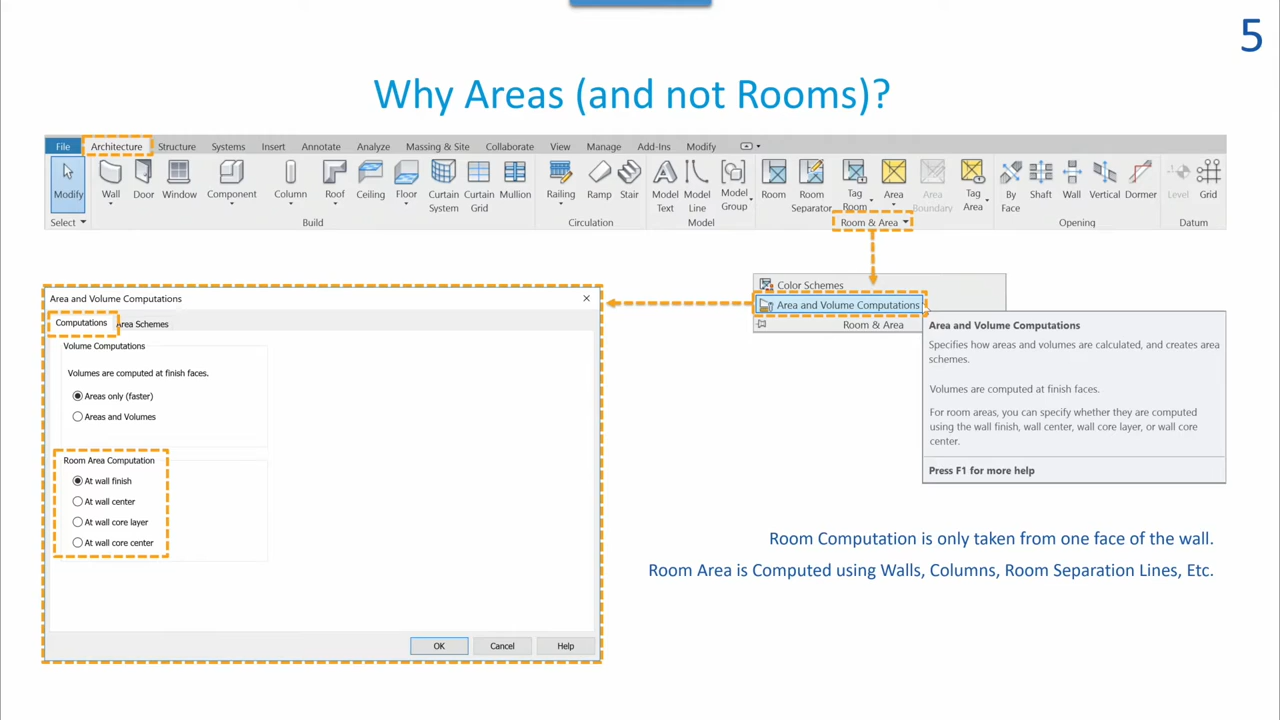 5
Why Areas (and not Rooms)?
File Architecture Structure Systems Insert Annotate Analyze Massing & Site Collaborate View Manage Add-Ins Modify
Modify Wall Door Window Component Column Roof Ceiling Floor Curtain System Curtain Grid Mullion Railing Ramp Stair Model Text Model Line Model Group Room Room Separator Tag Room Area Area Boundary Tag Area By Face Shaft Wall Vertical Dormer Level Grid
Select Build Circulation Model Room & Area Opening Datum
Color Schemes
Area and Volume Computations
Room & Area
Area and Volume Computations
Specifies how areas and volumes are calculated, and creates area
schemes.
Volumes are computed at finish faces.
For room areas, you can specify whether they are computed
using the wall finish, wall center, wall core layer, or wall core
center.
Press F1 for more help
Area and Volume Computations
Computations Area Schemes
Volume Computations
Volumes are computed at finish faces.
Areas only (faster)
Areas and Volumes
Room Area Computation
At wall finish
At wall center
At wall core layer
At wall core center
OK Cancel Help
Room Computation is only taken from one face of the wall.
Room Area is Computed using Walls, Columns, Room Separation Lines, Etc.